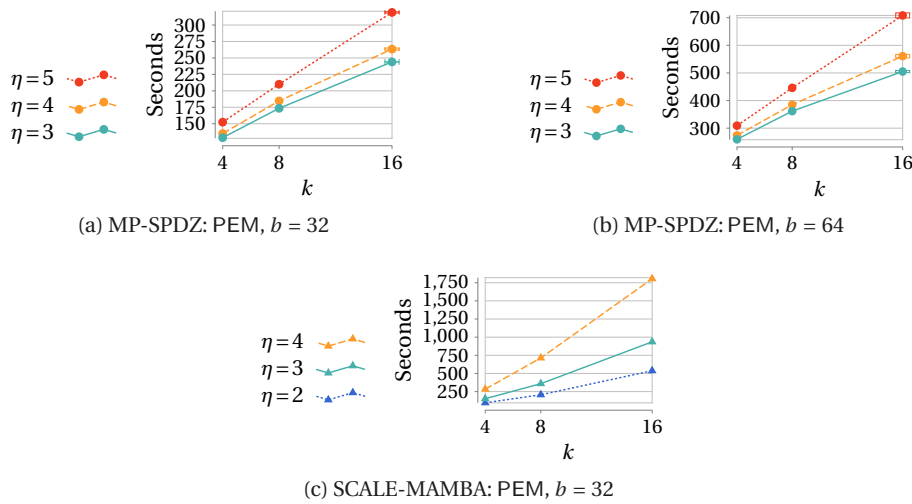 Seconds
300
275
250
225
200
175
150
4
8
16
k
η = 5
η = 4
η = 3
(a) MP-SPDZ: PEM, b = 32
Seconds
700
600
500
400
300
4
8
16
k
η = 5
η = 4
η = 3
(b) MP-SPDZ: PEM, b = 64
Seconds
1,750
1,500
1,250
1,000
750
500
250
4
8
16
k
η = 4
η = 3
η = 2
(c) SCALE-MAMBA: PEM, b = 32